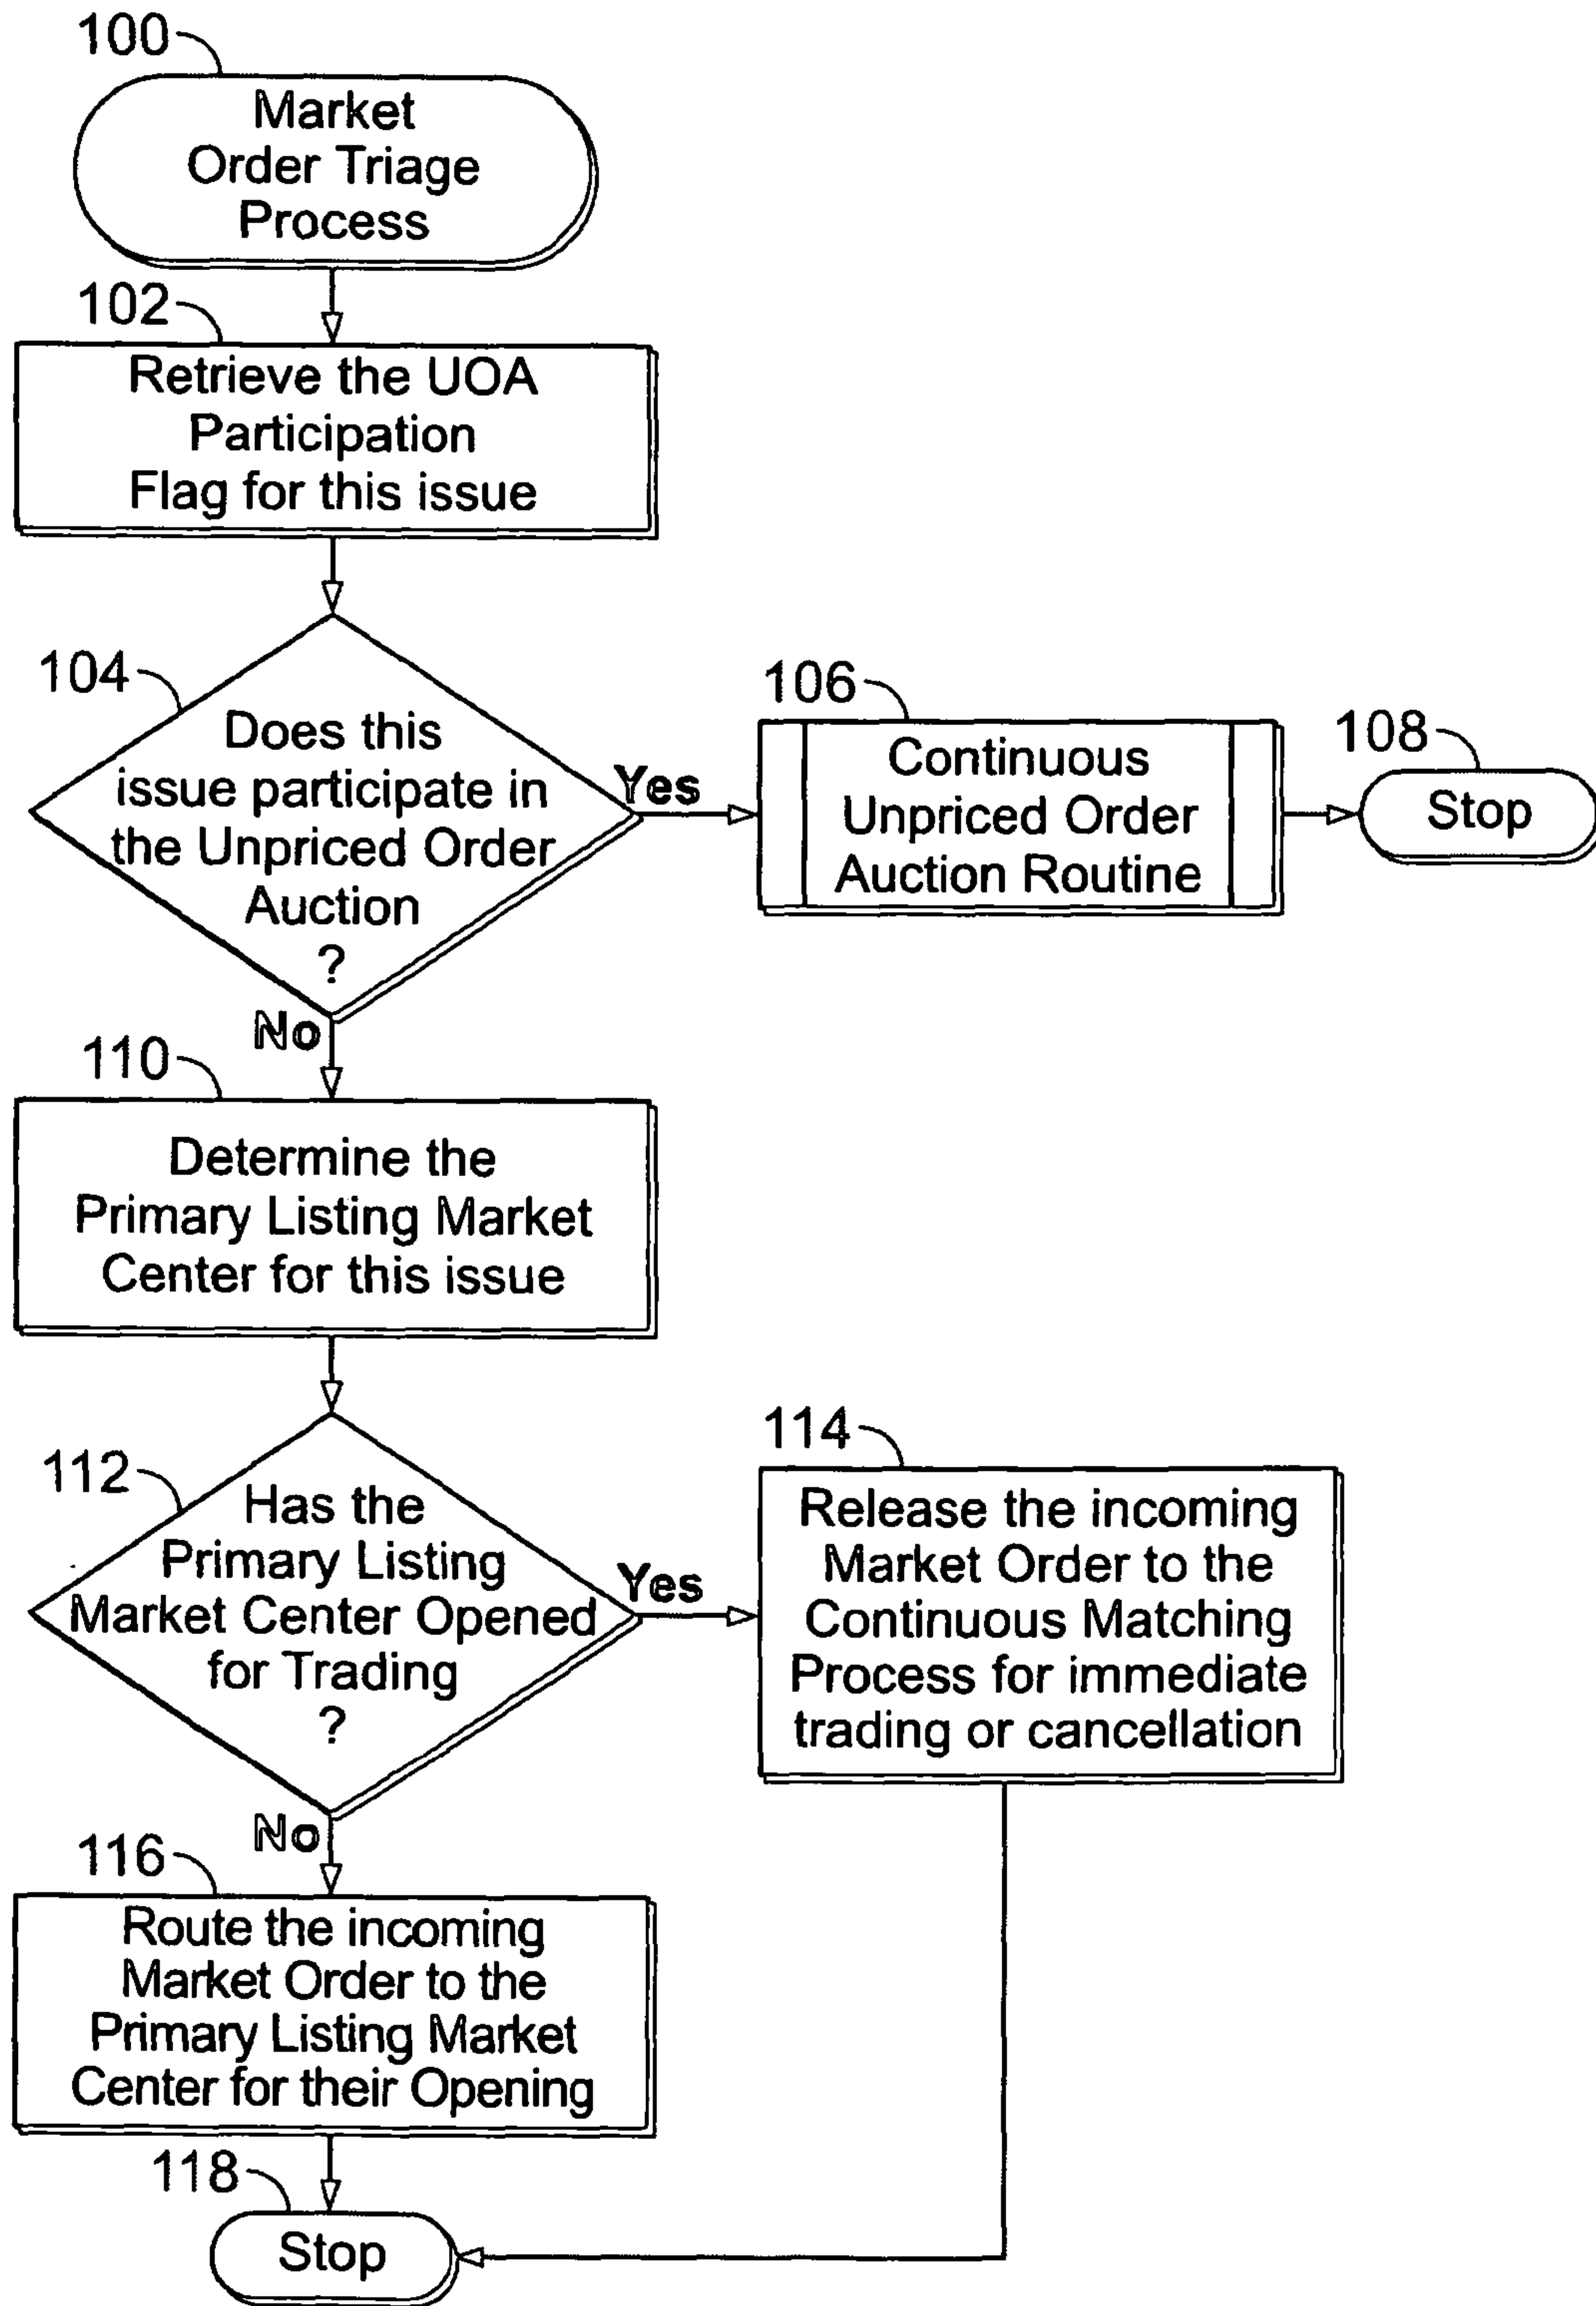 100
Market
Order Triage
Process
102
Retrieve the UOA
Participation
Flag for this issue
104
Does this
issue participate in
the Unpriced Order
Auction
?
Yes
106
Continuous
Unpriced Order
Auction Routine
108
Stop
No
110
Determine the
Primary Listing Market
Center for this issue
112
Has the
Primary Listing
Market Center Opened
for Trading
?
Yes
114
Release the incoming
Market Order to the
Continuous Matching
Process for immediate
trading or cancellation
No
116
Route the incoming
Market Order to the
Primary Listing Market
Center for their Opening
118
Stop